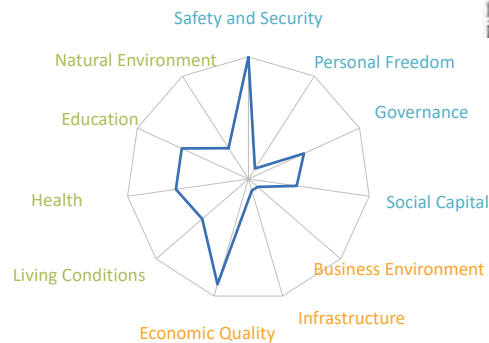 Safety and Security
Natural Environment
Personal Freedom
Education
Governance
Health
Social Capital
Living Conditions
Business Environment
Economic Quality
Infrastructure